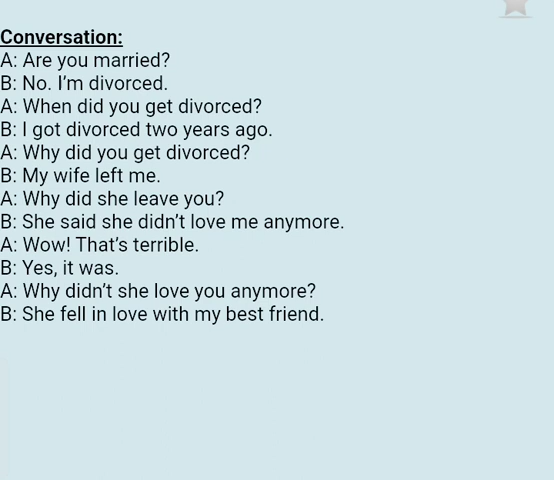 Conversation:
A: Are you married?
B: No. I’m divorced.
A: When did you get divorced?
B: I got divorced two years ago.
A: Why did you get divorced?
B: My wife left me.
A: Why did she leave you?
B: She said she didn’t love me anymore.
A: Wow! That’s terrible.
B: Yes, it was.
A: Why didn’t she love you anymore?
B: She fell in love with my best friend.